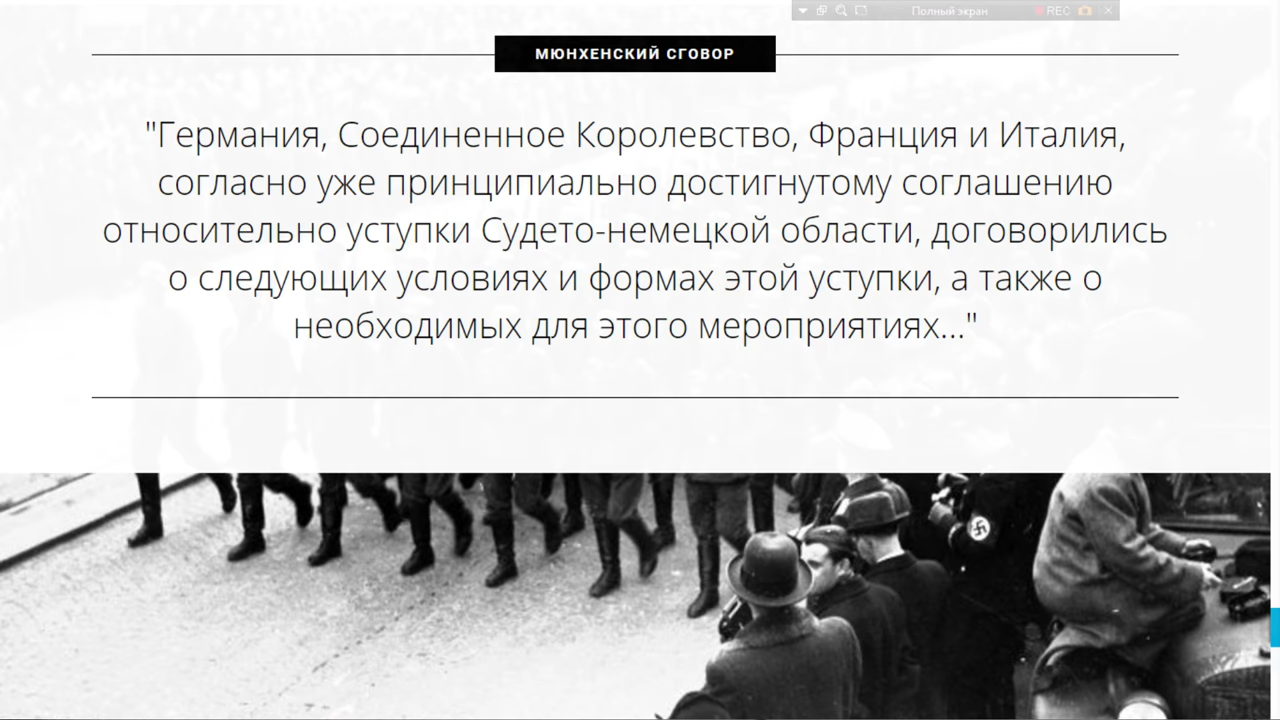 Полный экран
REC
МЮНХЕНСКИЙ СГОВОР
"Германия, Соединенное Королевство, Франция и Италия,
согласно уже принципиально достигнутому соглашению
относительно уступки Судето-немецкой области, договорились
о следующих условиях и формах этой уступки, а также о
необходимых для этого мероприятиях..."